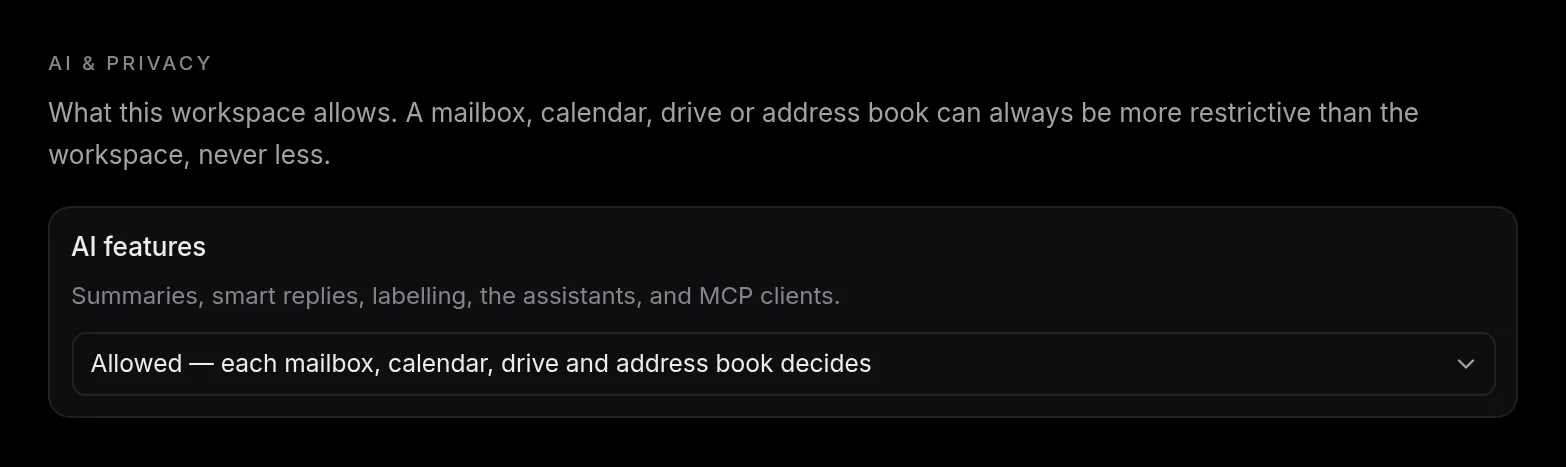 AI & PRIVACY
What this workspace allows. A mailbox, calendar, drive or address book can always be more restrictive than the
workspace, never less.
AI features
Summaries, smart replies, labelling, the assistants, and MCP clients.
Allowed — each mailbox, calendar, drive and address book decides